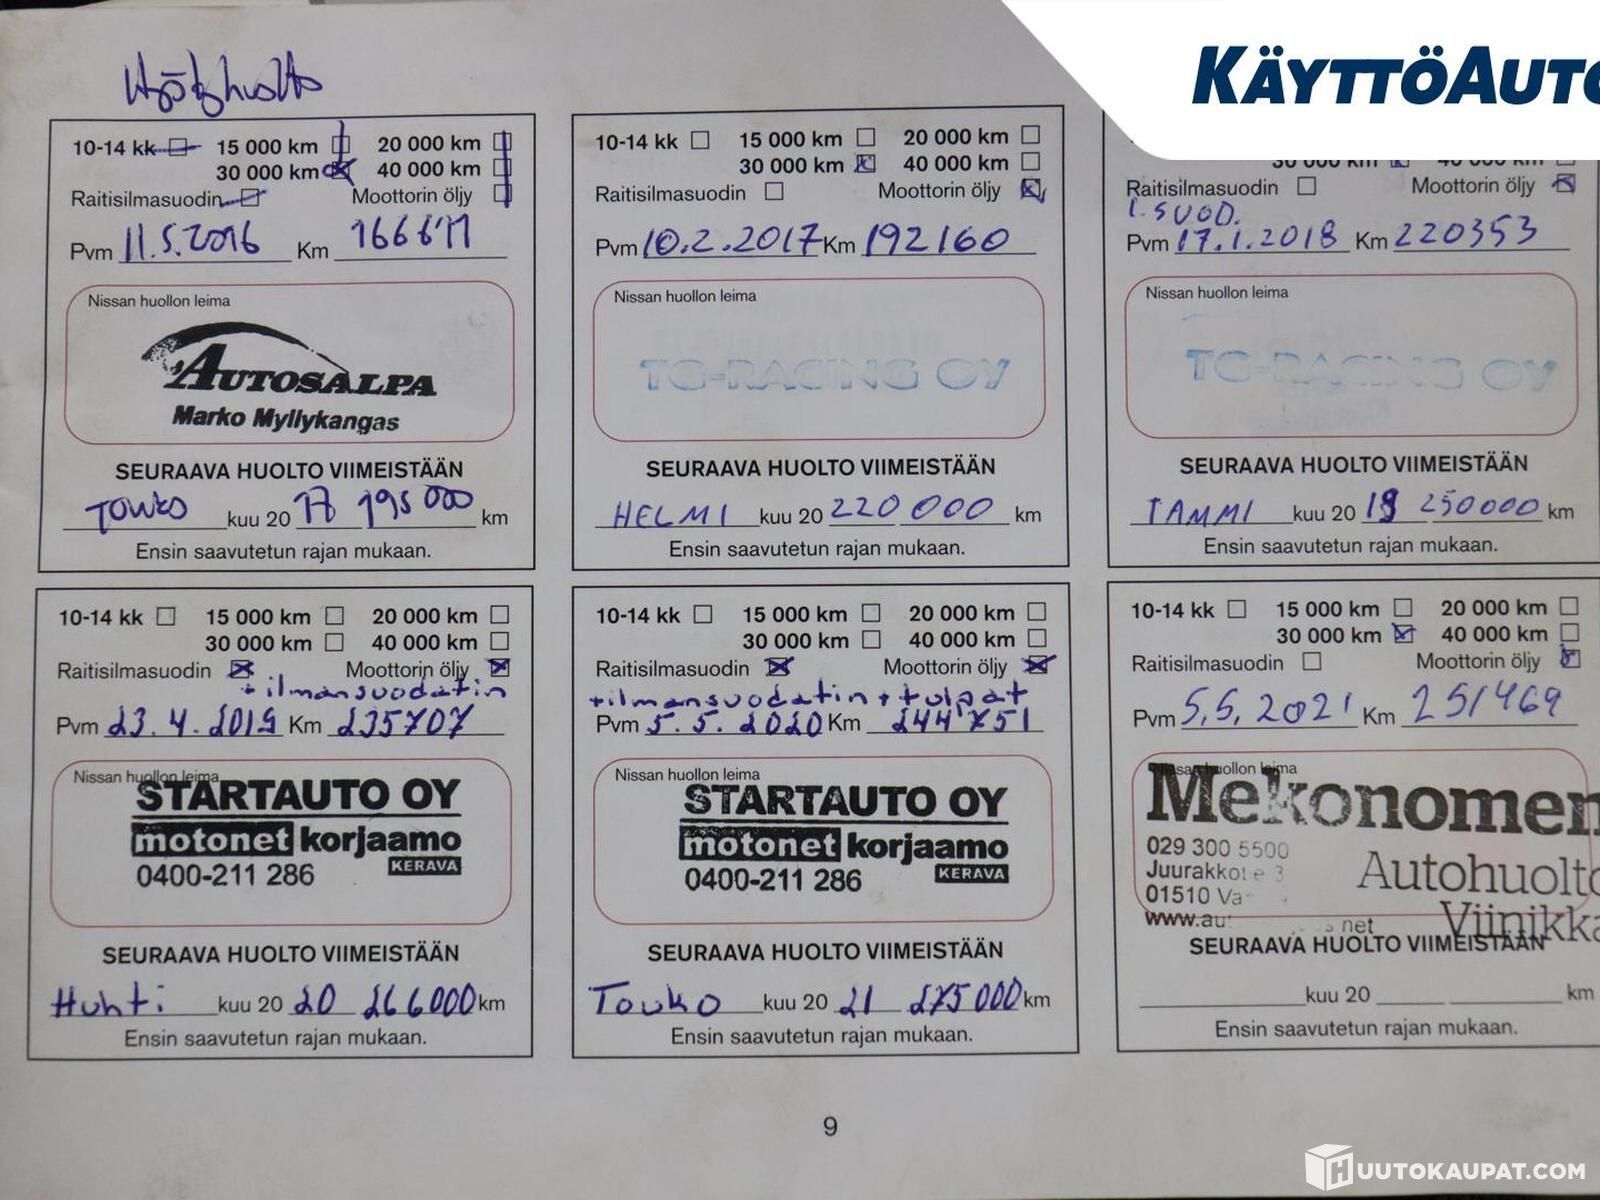 KÄYTTÖAUTO
10-14 kk 15 000 km 20 000 km
30 000 km 40 000 km
Raitisilmasuodin Moottorin öljy
Pvm 11.5.2016 Km
Nissan huollon leima
AUTOSALPA
Marko Myllykangas
SEURAAVA HUOLTO VIIMEISTÄÄN
TOUKO kuu 20 17 195 000 km
Ensin saavutetun rajan mukaan.
10-14 kk 15 000 km 20 000 km
30 000 km 40 000 km
Raitisilmasuodin Moottorin öljy
Pvm 10.2.2017 Km 192160
Nissan huollon leima
TG-RACING OY
SEURAAVA HUOLTO VIIMEISTÄÄN
HELMI kuu 20 220 000 km
Ensin saavutetun rajan mukaan.
30 000 km 40 000 km
Raitisilmasuodin Moottorin öljy
I.SUOD.
Pvm 17.1.2018 Km 220353
Nissan huollon leima
TG-RACING OY
SEURAAVA HUOLTO VIIMEISTÄÄN
TAMMI kuu 20 19 250000 km
Ensin saavutetun rajan mukaan.
10-14 kk 15 000 km 20 000 km
30 000 km 40 000 km
Raitisilmasuodin Moottorin öljy
+ ilmansuodatin
Pvm 23.4.2019 Km 235707
Nissan huollon leima
STARTAUTO OY
motonet korjaamo
KERAVA
0400-211 286
SEURAAVA HUOLTO VIIMEISTÄÄN
Huhti kuu 20 20 266000 km
Ensin saavutetun rajan mukaan.
10-14 kk 15 000 km 20 000 km
30 000 km 40 000 km
Raitisilmasuodin Moottorin öljy
+ilmansuodatin + tulpat
Pvm 5.5.2020 Km 244751
Nissan huollon leima
STARTAUTO OY
motonet korjaamo
KERAVA
0400-211 286
SEURAAVA HUOLTO VIIMEISTÄÄN
Touko kuu 20 21 275000 km
Ensin saavutetun rajan mukaan.
10-14 kk 15 000 km 20 000 km
30 000 km 40 000 km
Raitisilmasuodin Moottorin öljy
Pvm 5.5.2021 Km 251469
Nissan huollon leima
Mekonomen
029 300 5500
Autohuolto
01510
Viinikka
net
SEURAAVA HUOLTO VIIMEISTÄÄN
kuu 20 km
Ensin saavutetun rajan mukaan.
9
HUUTOKAUPAT.COM